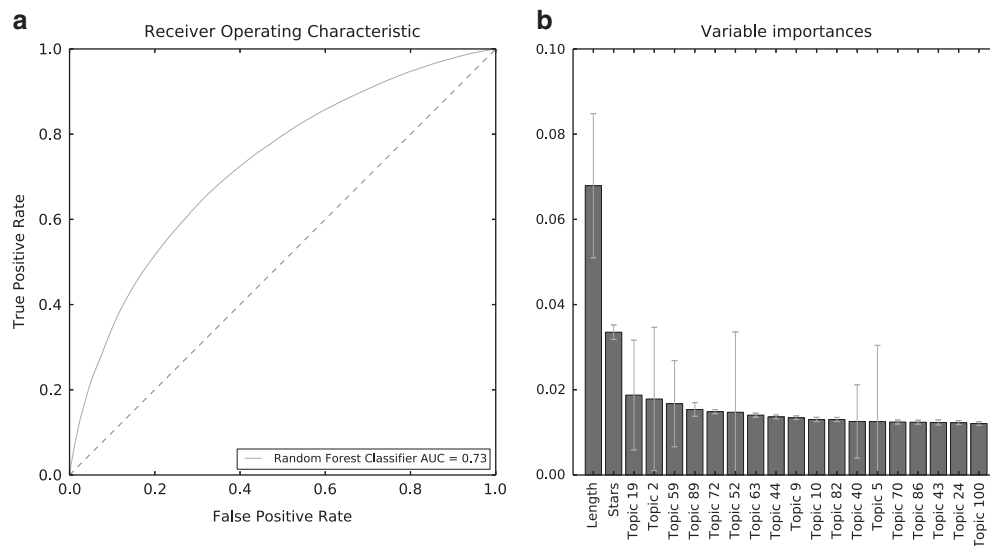 a
Receiver Operating Characteristic
1.0
0.8
0.6
0.4
0.2
0.0
True Positive Rate
0.0 0.2 0.4 0.6 0.8 1.0
False Positive Rate
Random Forest Classifier AUC = 0.73
b
Variable importances
0.10
0.08
0.06
0.04
0.02
0.00
Length
Stars
Topic 19
Topic 2
Topic 59
Topic 89
Topic 72
Topic 52
Topic 63
Topic 44
Topic 9
Topic 10
Topic 82
Topic 40
Topic 5
Topic 70
Topic 86
Topic 43
Topic 24
Topic 100